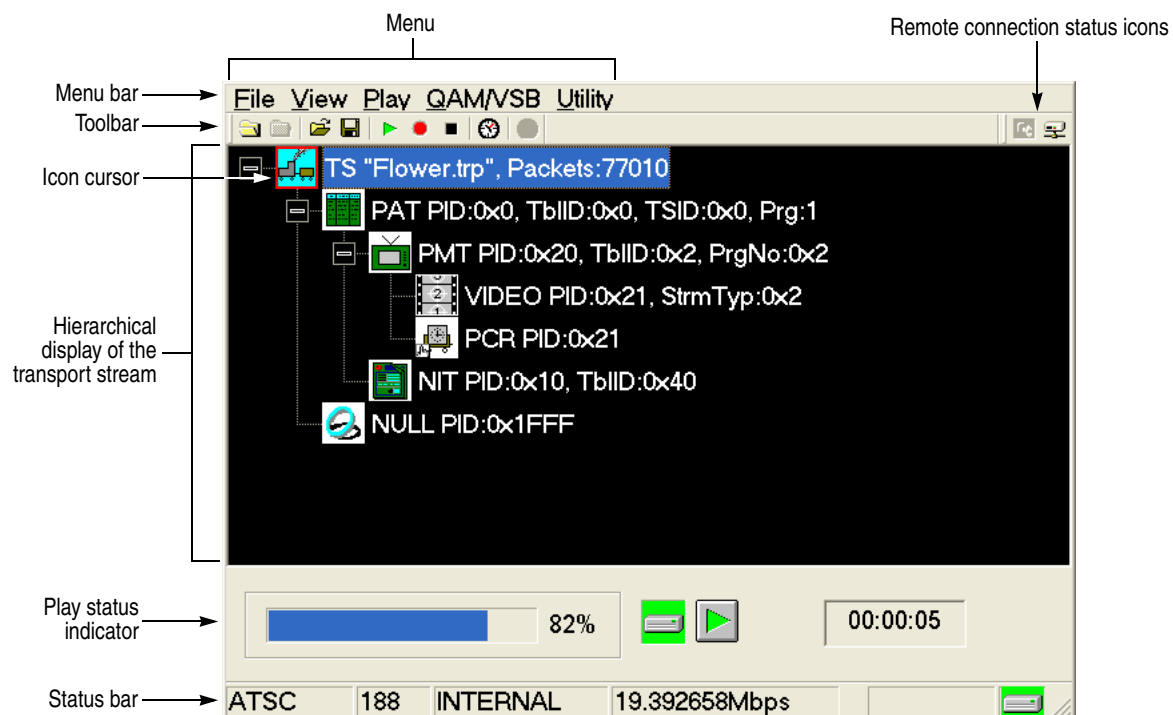 Menu
Remote connection status icons
Menu bar
File View Play QAM/VSB Utility
Toolbar
Icon cursor
TS "Flower.trp", Packets:77010
PAT PID:0x0, TblID:0x0, TSID:0x0, Prg:1
PMT PID:0x20, TblID:0x2, PrgNo:0x2
VIDEO PID:0x21, StrmTyp:0x2
PCR PID:0x21
NIT PID:0x10, TblID:0x40
NULL PID:0x1FFF
Hierarchical
display of the
transport stream
Play status
indicator
82%
00:00:05
Status bar
ATSC 188 INTERNAL 19.392658Mbps